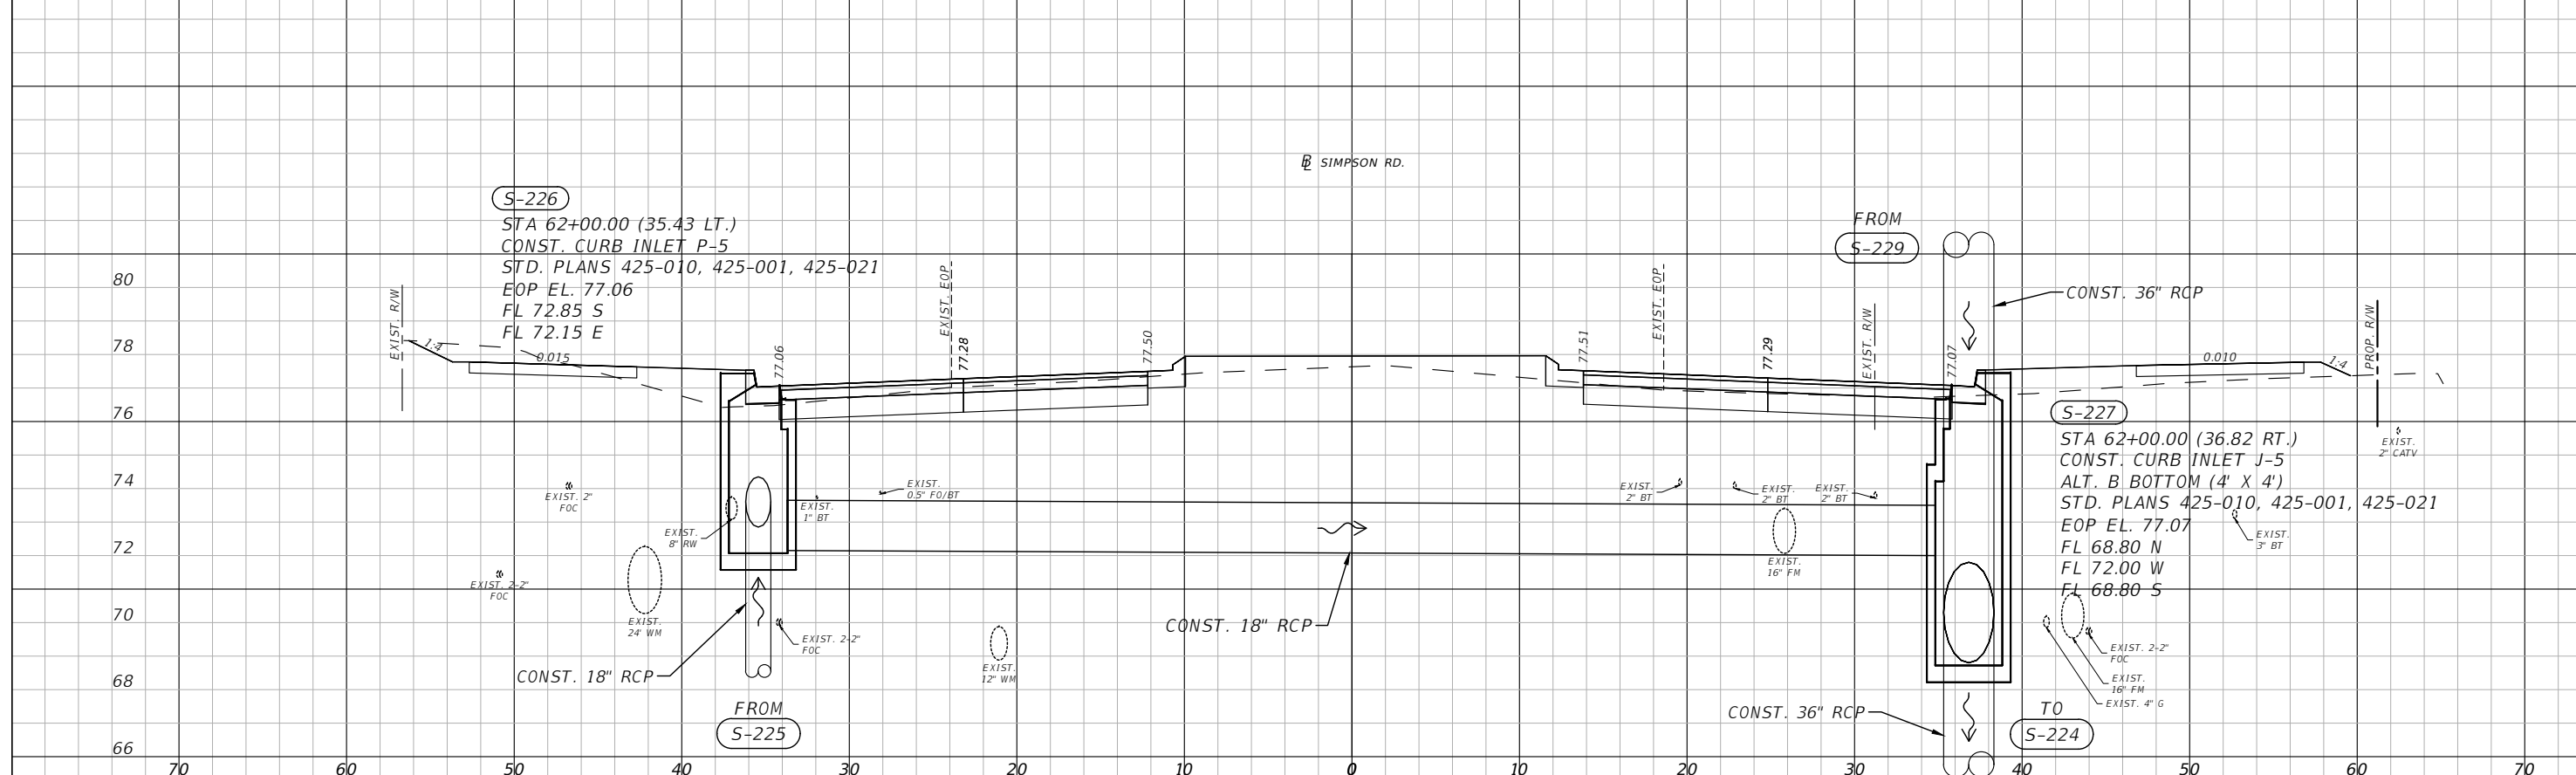 ℄ SIMPSON RD.
S-226
STA 62+00.00 (35.43 LT.)
CONST. CURB INLET P-5
STD. PLANS 425-010, 425-001, 425-021
EOP EL. 77.06
FL 72.85 S
FL 72.15 E
FROM
S-229
CONST. 36" RCP
80
78
76
74
72
70
68
66
EXIST. R/W
1:4
0.015
77.06
EXIST. EOP
77.28
77.50
77.51
EXIST. EOP
77.29
EXIST. R/W
77.07
0.010
1:4
PROP. R/W
S-227
STA 62+00.00 (36.82 RT.)
CONST. CURB INLET J-5
ALT. B BOTTOM (4' X 4')
STD. PLANS 425-010, 425-001, 425-021
EOP EL. 77.07
FL 68.80 N
FL 72.00 W
FL 68.80 S
EXIST.
2" CATV
EXIST. 2"
FOC
EXIST.
8" RW
EXIST.
1" BT
EXIST.
0.5" FO/BT
EXIST.
2" BT
EXIST.
2" BT
EXIST.
2" BT
EXIST.
16" FM
EXIST.
3" BT
EXIST. 2-2"
FOC
EXIST.
24" WM
EXIST. 2-2"
FOC
EXIST.
12" WM
CONST. 18" RCP
CONST. 18" RCP
EXIST. 2-2"
FOC
EXIST.
16" FM
EXIST. 4" G
FROM
S-225
CONST. 36" RCP
TO
S-224
70 60 50 40 30 20 10 0 10 20 30 40 50 60 70